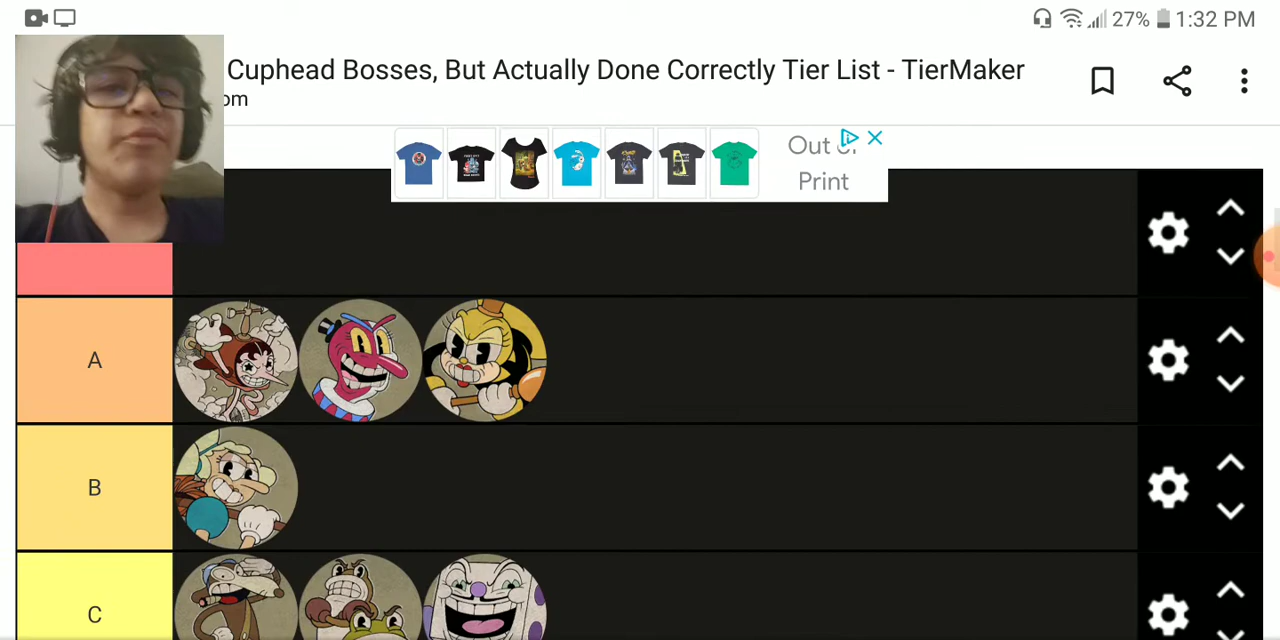 27% 1:32 PM
Cuphead Bosses, But Actually Done Correctly Tier List - TierMaker
om
Out of
Print
A
B
C